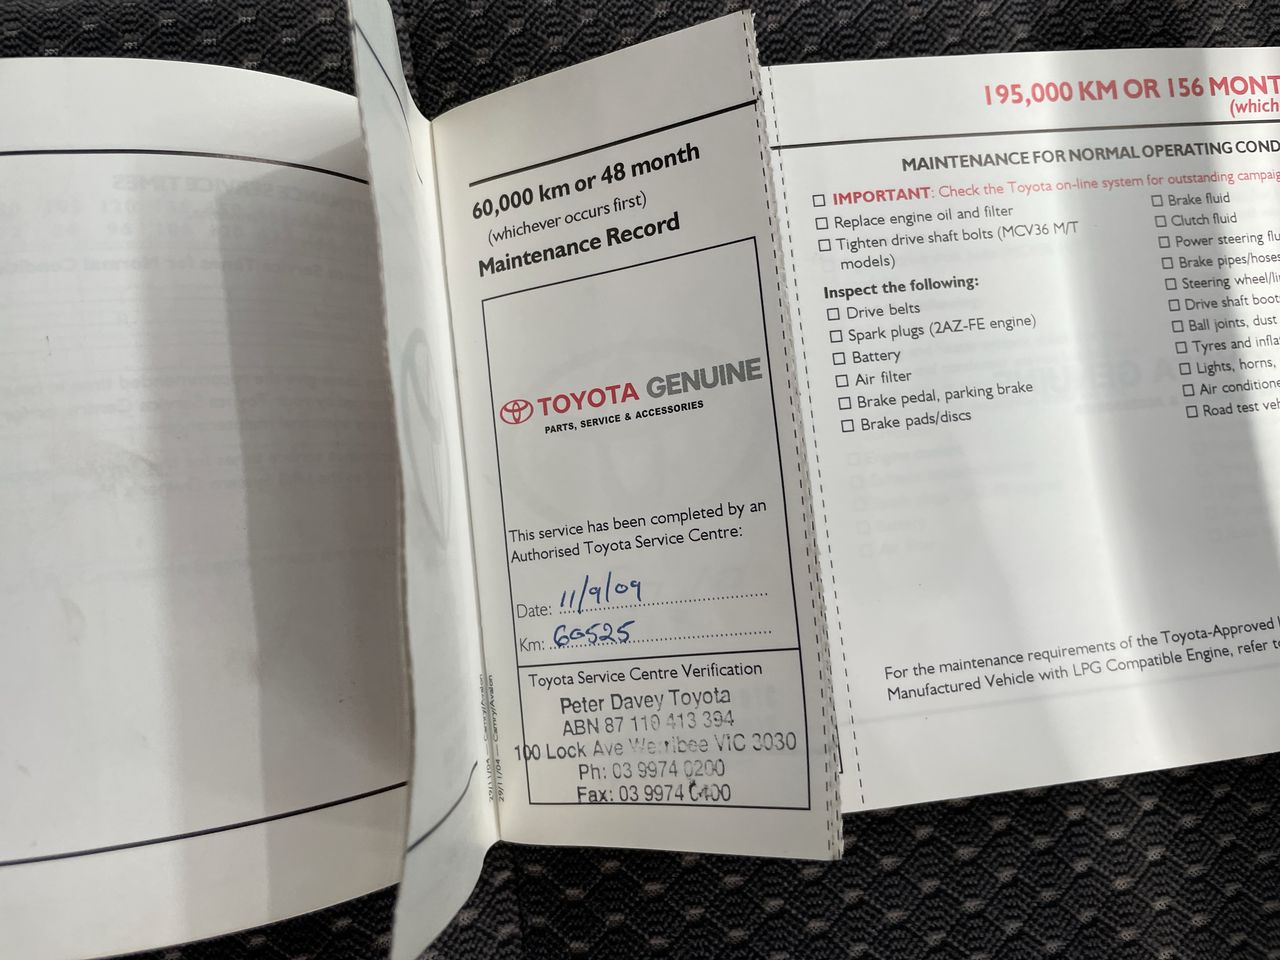 60,000 km or 48 month
(whichever occurs first)
Maintenance Record
TOYOTA GENUINE
PARTS, SERVICE & ACCESSORIES
This service has been completed by an
Authorised Toyota Service Centre:
Date: 11/9/09
Km: 60525
Toyota Service Centre Verification
Peter Davey Toyota
ABN 87 110 413 394
100 Lock Ave Werribee VIC 3030
Ph: 03 9974 0200
Fax: 03 9974 0400
29/11/04 – Camry/Avalon
195,000 KM OR 156 MONT
(which
MAINTENANCE FOR NORMAL OPERATING COND
IMPORTANT: Check the Toyota on-line system for outstanding campaig
Replace engine oil and filter
Tighten drive shaft bolts (MCV36 M/T
models)
Inspect the following:
Drive belts
Spark plugs (2AZ-FE engine)
Battery
Air filter
Brake pedal, parking brake
Brake pads/discs
Brake fluid
Clutch fluid
Power steering flu
Brake pipes/hoses
Steering wheel/li
Drive shaft boot
Ball joints, dust
Tyres and infla
Lights, horns,
Air conditione
Road test veh
For the maintenance requirements of the Toyota-Approved
Manufactured Vehicle with LPG Compatible Engine, refer to